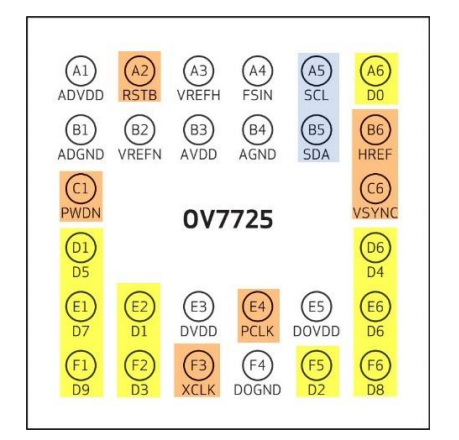 A1 A2 A3 A4 A5 A6
ADVDD RSTB VREFH FSIN SCL D0
B1 B2 B3 B4 B5 B6
ADGND VREFN AVDD AGND SDA HREF
C1 C6
PWDN VSYNC
OV7725
D1 D6
D5 D4
E1 E2 E3 E4 E5 E6
D7 D1 DVDD PCLK DOVDD D6
F1 F2 F3 F4 F5 F6
D9 D3 XCLK DOGND D2 D8